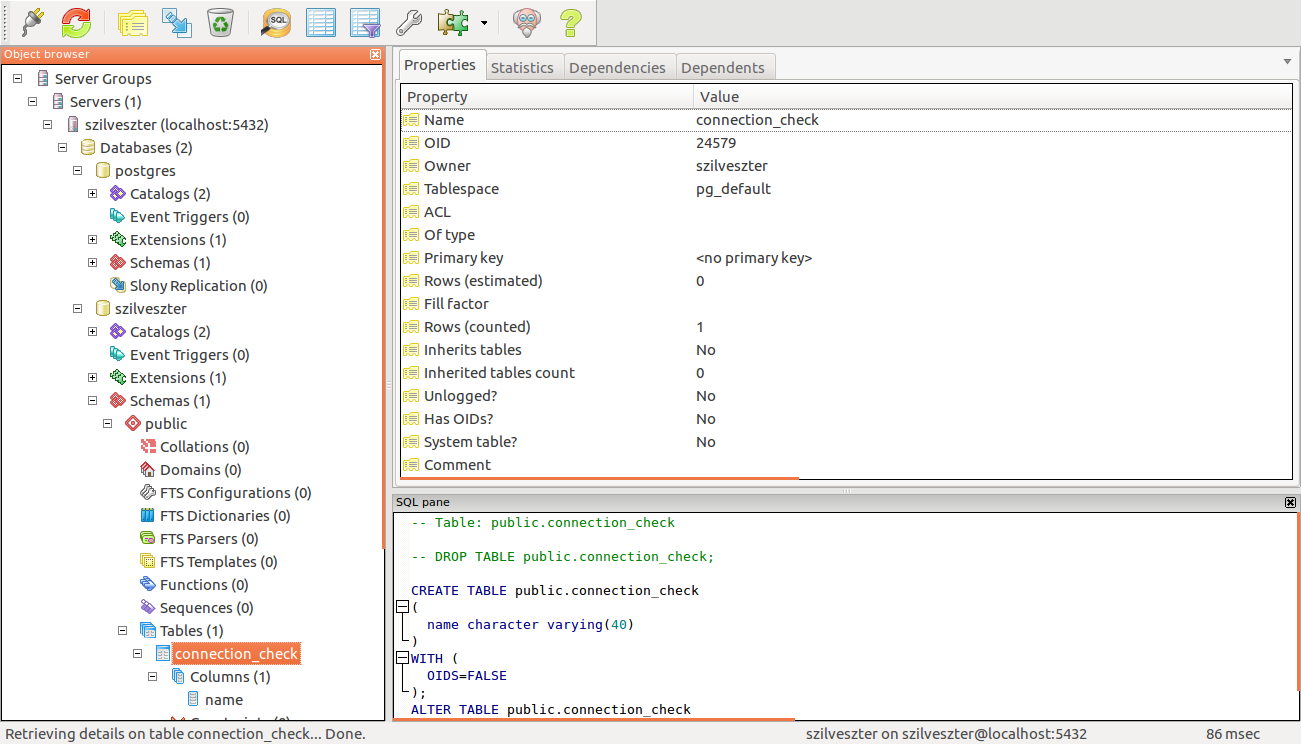 SQL
Object browser
Server Groups
Servers (1)
szilveszter (localhost:5432)
Databases (2)
postgres
Catalogs (2)
Event Triggers (0)
Extensions (1)
Schemas (1)
Slony Replication (0)
szilveszter
Catalogs (2)
Event Triggers (0)
Extensions (1)
Schemas (1)
public
Collations (0)
Domains (0)
FTS Configurations (0)
FTS Dictionaries (0)
FTS Parsers (0)
FTS Templates (0)
Functions (0)
Sequences (0)
Tables (1)
connection_check
Columns (1)
name
Properties Statistics Dependencies Dependents
Property Value
Name connection_check
OID 24579
Owner szilveszter
Tablespace pg_default
ACL
Of type
Primary key <no primary key>
Rows (estimated) 0
Fill factor
Rows (counted) 1
Inherits tables No
Inherited tables count 0
Unlogged? No
Has OIDs? No
System table? No
Comment
SQL pane
-- Table: public.connection_check
-- DROP TABLE public.connection_check;
CREATE TABLE public.connection_check
(
name character varying(40)
)
WITH (
OIDS=FALSE
);
ALTER TABLE public.connection_check
Retrieving details on table connection_check... Done. szilveszter on szilveszter@localhost:5432 86 msec